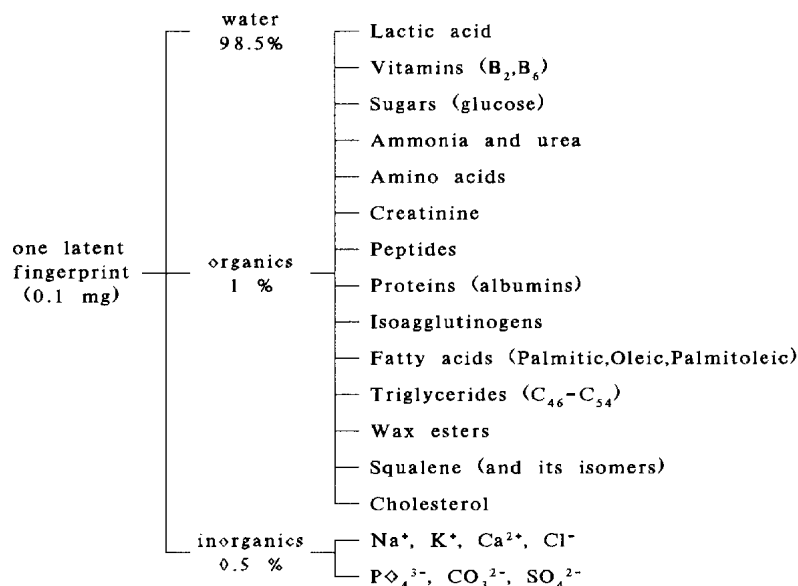 water
98.5%
Lactic acid
Vitamins (B₂,B₆)
Sugars (glucose)
Ammonia and urea
Amino acids
Creatinine
Peptides
one latent
fingerprint
(0.1 mg)
organics
1 %
Proteins (albumins)
Isoagglutinogens
Fatty acids (Palmitic,Oleic,Palmitoleic)
Triglycerides (C₄₆-C₅₄)
Wax esters
Squalene (and its isomers)
Cholesterol
inorganics
0.5 %
Na⁺, K⁺, Ca²⁺, Cl⁻
PO₄³⁻, CO₃²⁻, SO₄²⁻